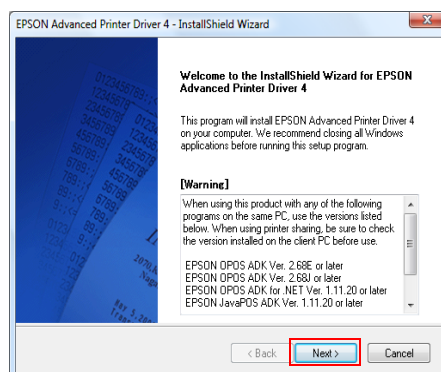 EPSON Advanced Printer Driver 4 - InstallShield Wizard
Welcome to the InstallShield Wizard for EPSON
Advanced Printer Driver 4
This program will install EPSON Advanced Printer Driver 4
on your computer. We recommend closing all Windows
applications before running this setup program.
[Warning]
When using this product with any of the following
programs on the same PC, use the versions listed
below. When using printer sharing, be sure to check
the version installed on the client PC before use.
EPSON OPOS ADK Ver. 2.68E or later
EPSON OPOS ADK Ver. 2.68J or later
EPSON OPOS ADK for .NET Ver. 1.11.20 or later
EPSON JavaPOS ADK Ver. 1.11.20 or later
< Back
Next >
Cancel